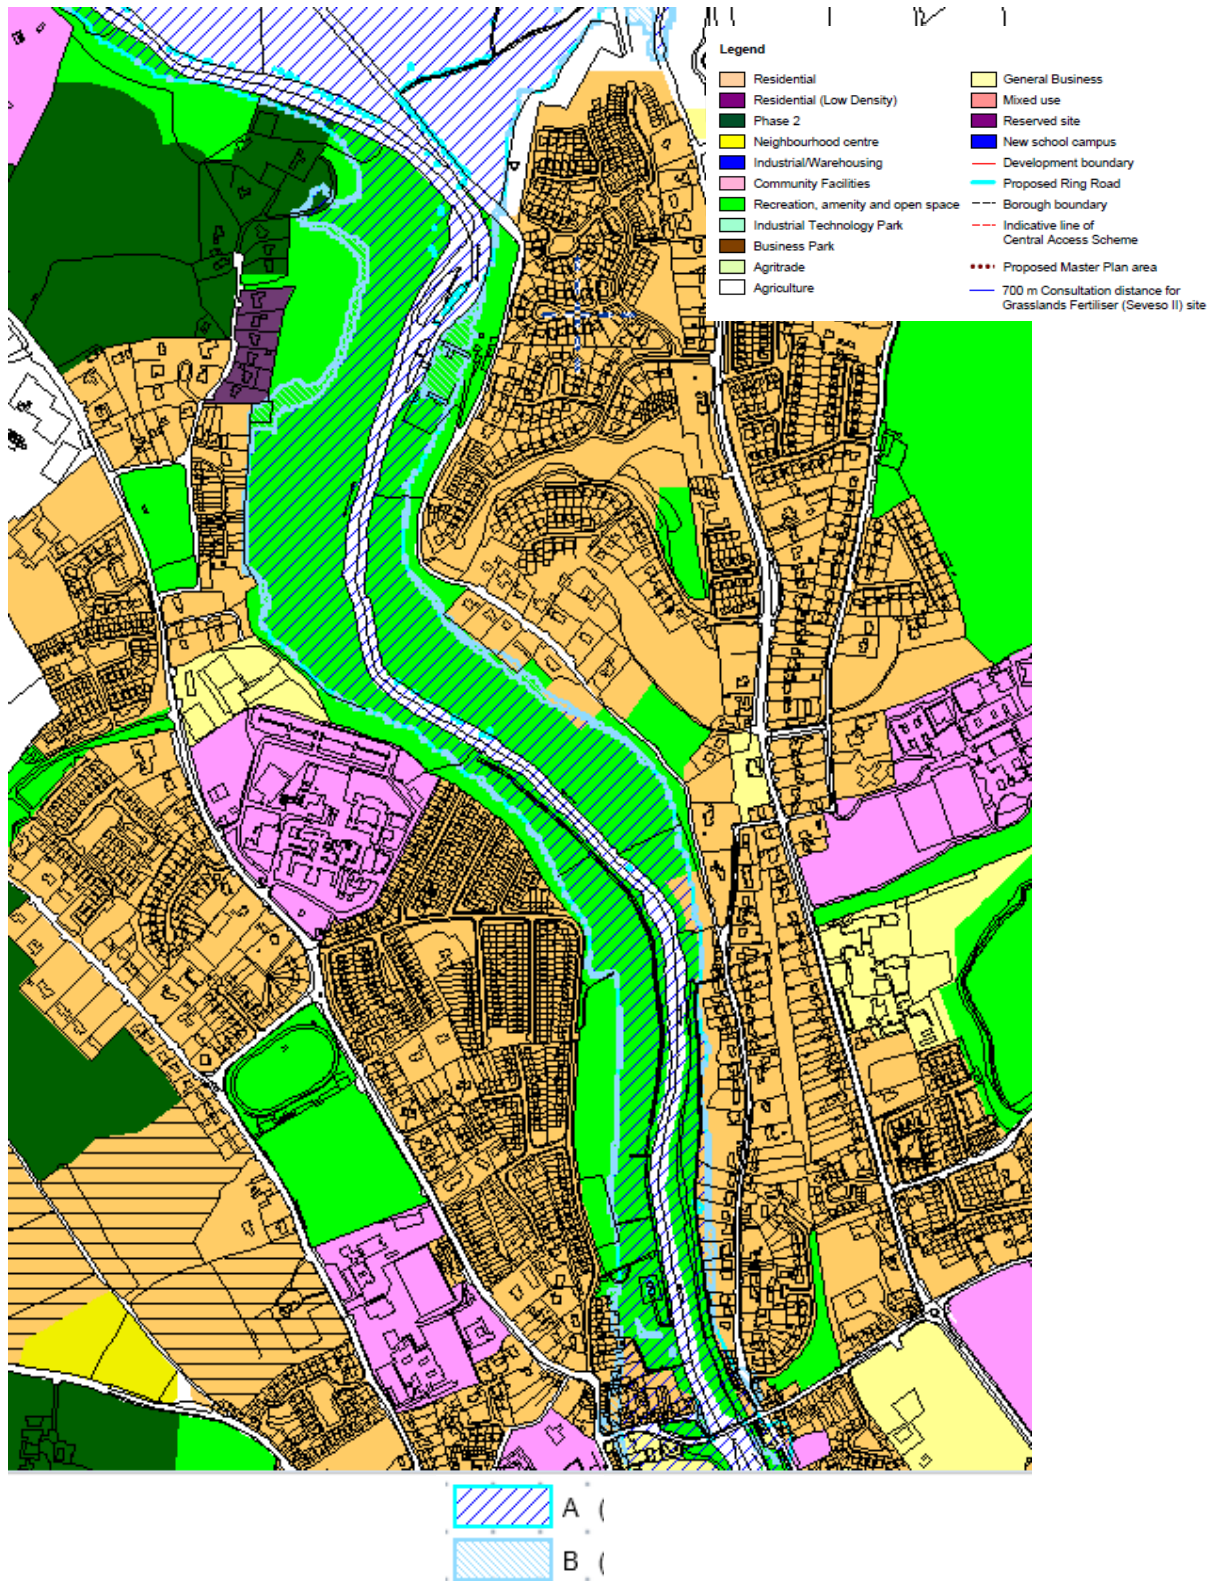 Legend
Residential
Residential (Low Density)
Phase 2
Neighbourhood centre
Industrial/Warehousing
Community Facilities
Recreation, amenity and open space
Industrial Technology Park
Business Park
Agritrade
Agriculture
General Business
Mixed use
Reserved site
New school campus
Development boundary
Proposed Ring Road
Borough boundary
Indicative line of
Central Access Scheme
Proposed Master Plan area
700 m Consultation distance for
Grasslands Fertiliser (Seveso II) site
A (
B (